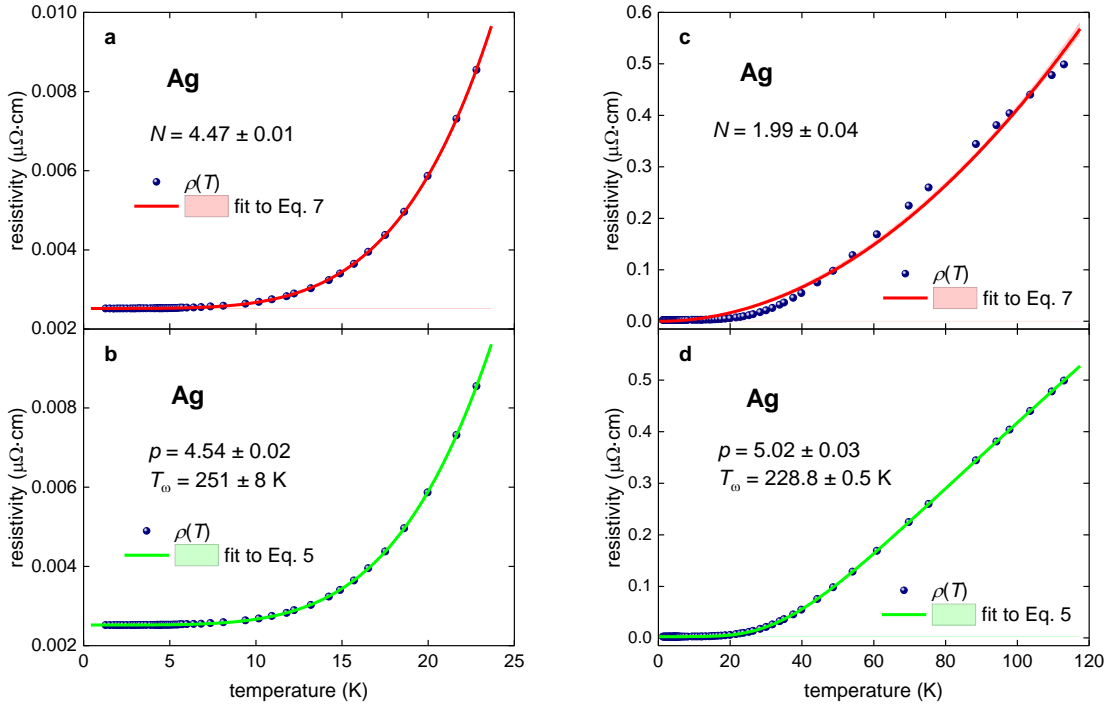 a
Ag
N = 4.47 ± 0.01
ρ(T)
fit to Eq. 7
resistivity (μΩ·cm)
0.010
0.008
0.006
0.004
0.002
b
Ag
p = 4.54 ± 0.02
Tω = 251 ± 8 K
ρ(T)
fit to Eq. 5
resistivity (μΩ·cm)
0.008
0.006
0.004
0.002
0 5 10 15 20 25
temperature (K)
c
Ag
N = 1.99 ± 0.04
ρ(T)
fit to Eq. 7
resistivity (μΩ·cm)
0.6
0.5
0.4
0.3
0.2
0.1
0.0
d
Ag
p = 5.02 ± 0.03
Tω = 228.8 ± 0.5 K
ρ(T)
fit to Eq. 5
resistivity (μΩ·cm)
0.5
0.4
0.3
0.2
0.1
0.0
0 20 40 60 80 100 120
temperature (K)